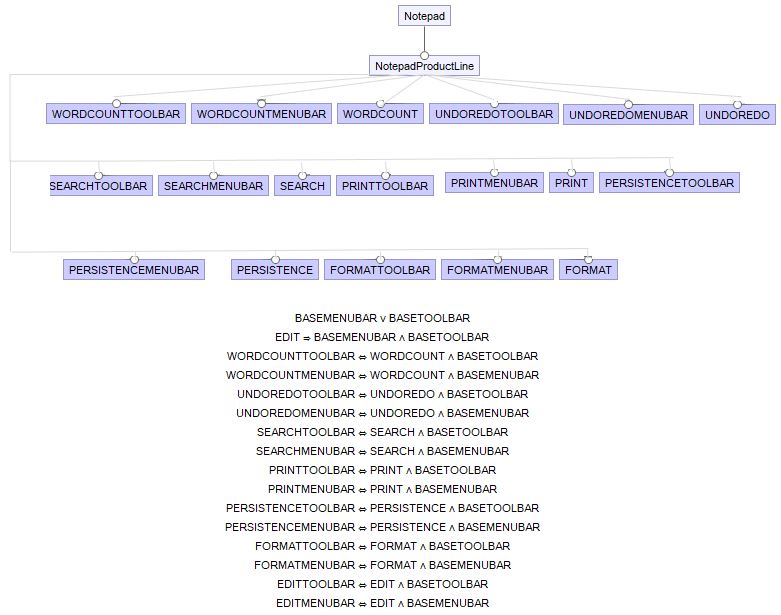 Notepad
NotepadProductLine
WORDCOUNTTOOLBAR WORDCOUNTMENUBAR WORDCOUNT UNDOREDOTOOLBAR UNDOREDOMENUBAR UNDOREDO
SEARCHTOOLBAR SEARCHMENUBAR SEARCH PRINTTOOLBAR PRINTMENUBAR PRINT PERSISTENCETOOLBAR
PERSISTENCEMENUBAR PERSISTENCE FORMATTOOLBAR FORMATMENUBAR FORMAT
BASEMENUBAR ∨ BASETOOLBAR
EDIT ⇒ BASEMENUBAR ∧ BASETOOLBAR
WORDCOUNTTOOLBAR ⇔ WORDCOUNT ∧ BASETOOLBAR
WORDCOUNTMENUBAR ⇔ WORDCOUNT ∧ BASEMENUBAR
UNDOREDOTOOLBAR ⇔ UNDOREDO ∧ BASETOOLBAR
UNDOREDOMENUBAR ⇔ UNDOREDO ∧ BASEMENUBAR
SEARCHTOOLBAR ⇔ SEARCH ∧ BASETOOLBAR
SEARCHMENUBAR ⇔ SEARCH ∧ BASEMENUBAR
PRINTTOOLBAR ⇔ PRINT ∧ BASETOOLBAR
PRINTMENUBAR ⇔ PRINT ∧ BASEMENUBAR
PERSISTENCETOOLBAR ⇔ PERSISTENCE ∧ BASETOOLBAR
PERSISTENCEMENUBAR ⇔ PERSISTENCE ∧ BASEMENUBAR
FORMATTOOLBAR ⇔ FORMAT ∧ BASETOOLBAR
FORMATMENUBAR ⇔ FORMAT ∧ BASEMENUBAR
EDITTOOLBAR ⇔ EDIT ∧ BASETOOLBAR
EDITMENUBAR ⇔ EDIT ∧ BASEMENUBAR